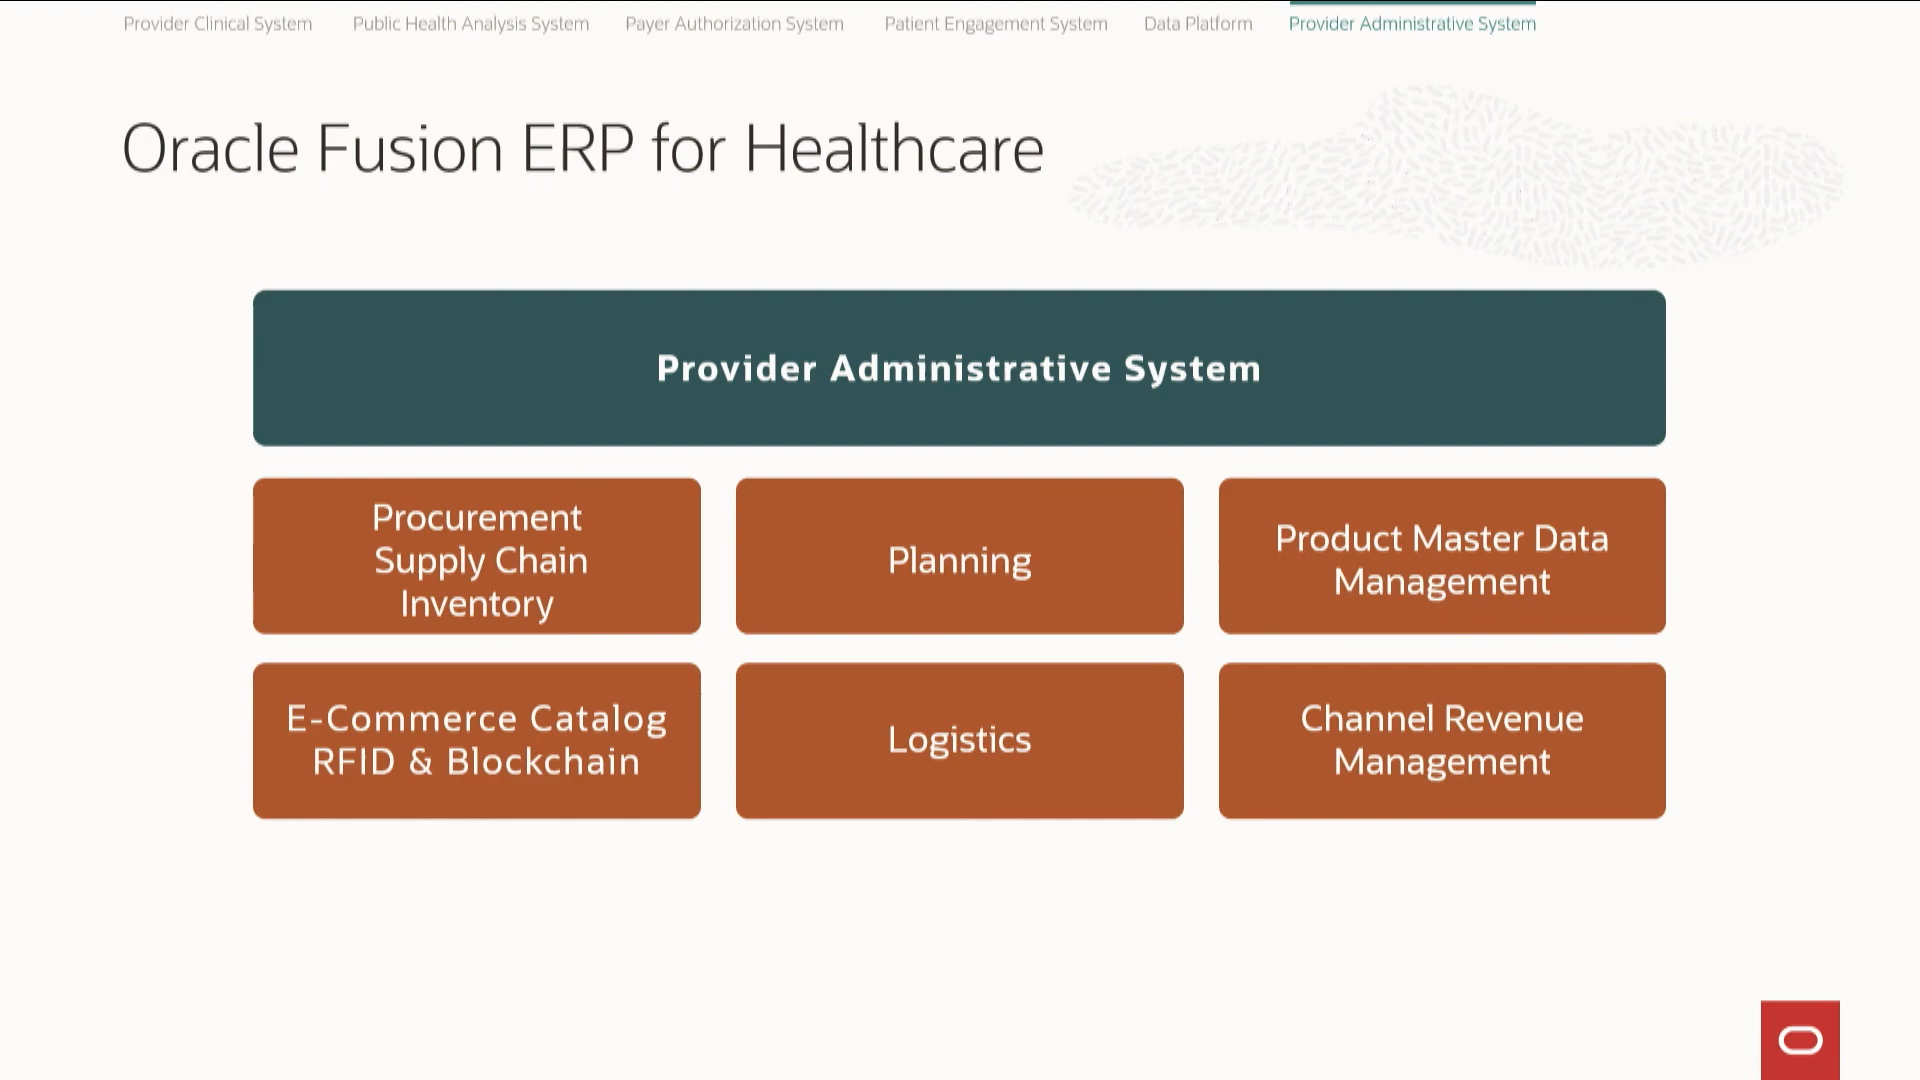 Provider Clinical System Public Health Analysis System Payer Authorization System Patient Engagement System Data Platform Provider Administrative System
Oracle Fusion ERP for Healthcare
Provider Administrative System
Procurement
Supply Chain
Inventory
Planning
Product Master Data
Management
E-Commerce Catalog
RFID & Blockchain
Logistics
Channel Revenue
Management